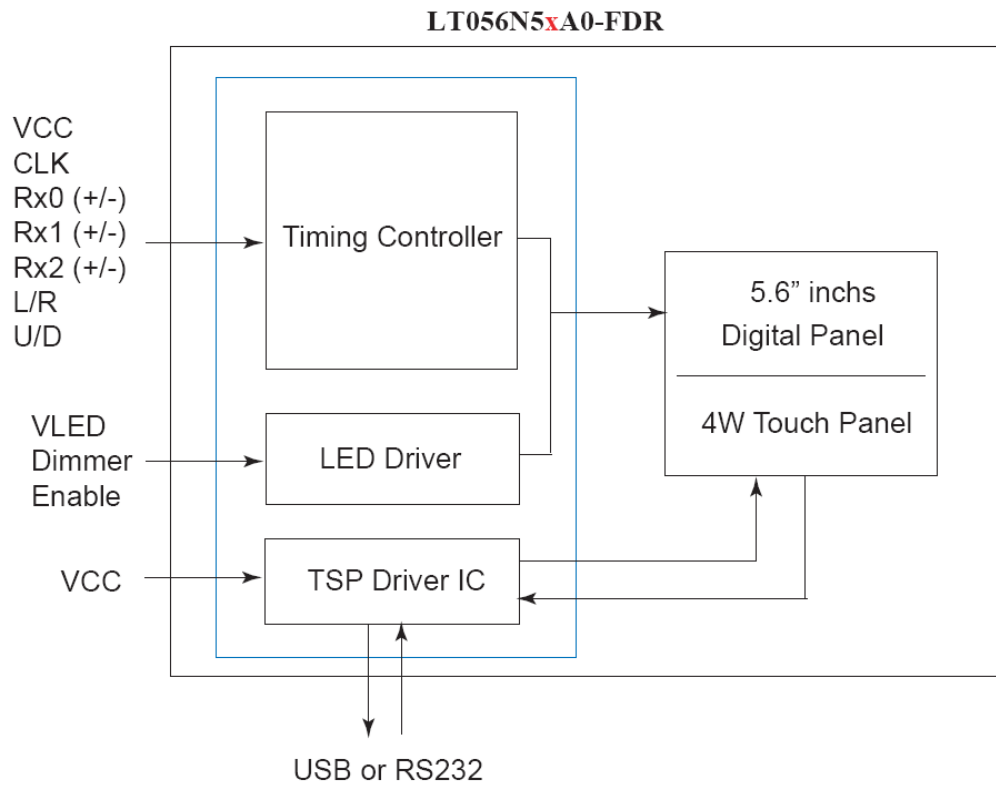 LT056N5xA0-FDR
VCC
CLK
Rx0 (+/-)
Rx1 (+/-)
Rx2 (+/-)
L/R
U/D
Timing Controller
5.6” inchs
Digital Panel
4W Touch Panel
VLED
Dimmer
Enable
LED Driver
VCC
TSP Driver IC
USB or RS232